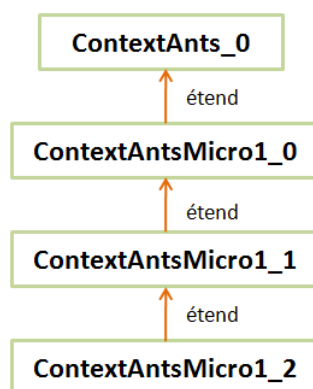 ContextAnts_0
étend
ContextAntsMicro1_0
étend
ContextAntsMicro1_1
étend
ContextAntsMicro1_2